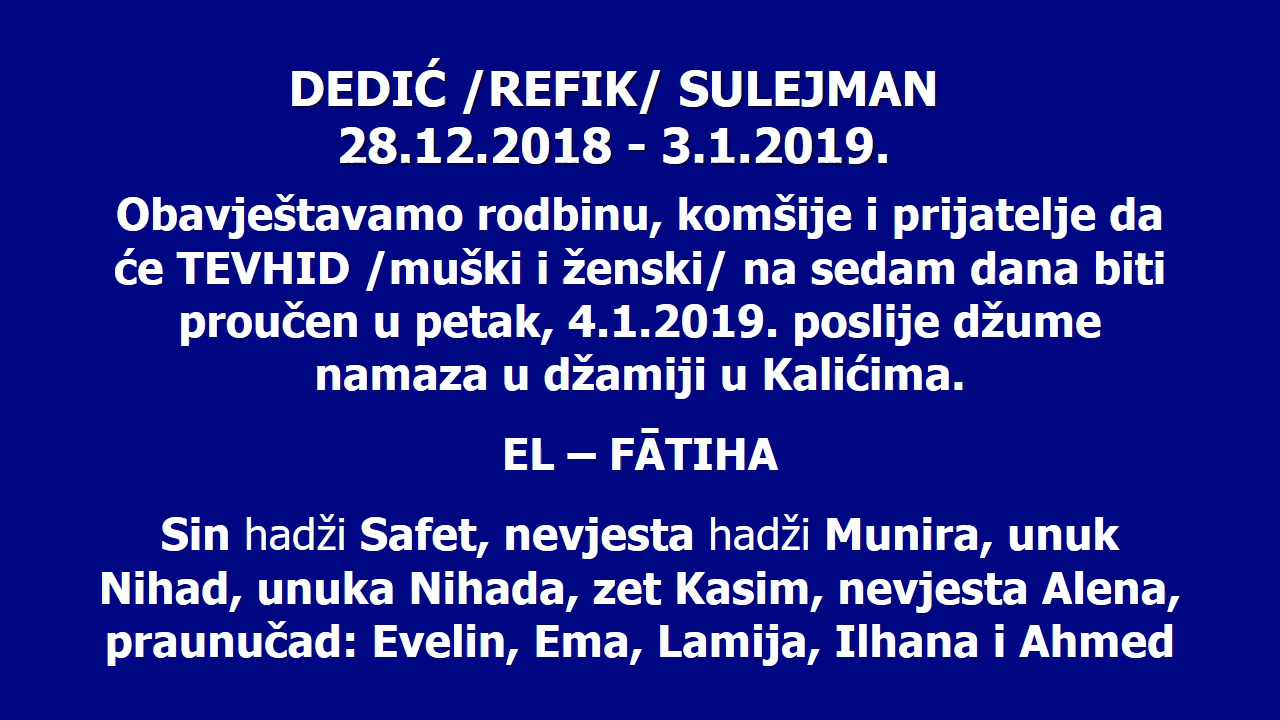 DEDIĆ /REFIK/ SULEJMAN
28.12.2018 - 3.1.2019.
Obavještavamo rodbinu, komšije i prijatelje da
će TEVHID /muški i ženski/ na sedam dana biti
proučen u petak, 4.1.2019. poslije džume
namaza u džamiji u Kalićima.
EL – FĀTIHA
Sin hadži Safet, nevjesta hadži Munira, unuk
Nihad, unuka Nihada, zet Kasim, nevjesta Alena,
praunučad: Evelin, Ema, Lamija, Ilhana i Ahmed